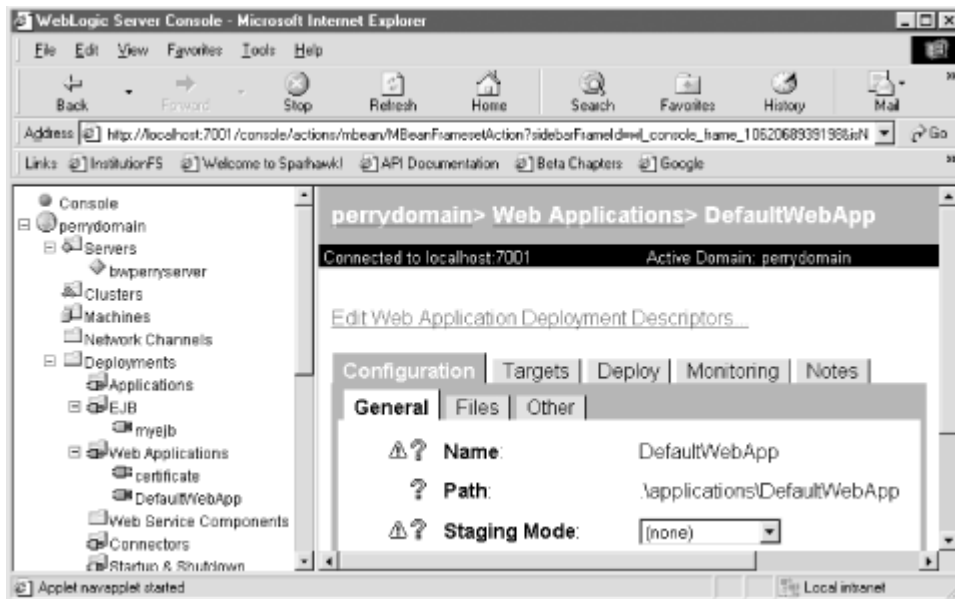 WebLogic Server Console - Microsoft Internet Explorer
File Edit View Favorites Tools Help
Back Forward Stop Refresh Home Search Favorites History Mail
Address http://localhost:7001/console/actions/mbean/MBeanFramesetAction?sidebarFrameId=wl_console_frame_1062068939198&isN Go
Links InstitutionFS Welcome to Sparhawk! API Documentation Beta Chapters Google
Console
perrydomain
Servers
bwperryserver
Clusters
Machines
Network Channels
Deployments
Applications
EJB
myejb
Web Applications
certificate
DefaultWebApp
Web Service Components
Connectors
Startup & Shutdown
perrydomain> Web Applications> DefaultWebApp
Connected to localhost:7001 Active Domain: perrydomain
Edit Web Application Deployment Descriptors...
Configuration Targets Deploy Monitoring Notes
General Files Other
? Name: DefaultWebApp
? Path: .\applications\DefaultWebApp
? Staging Mode: (none)
Applet navapplet started Local intranet